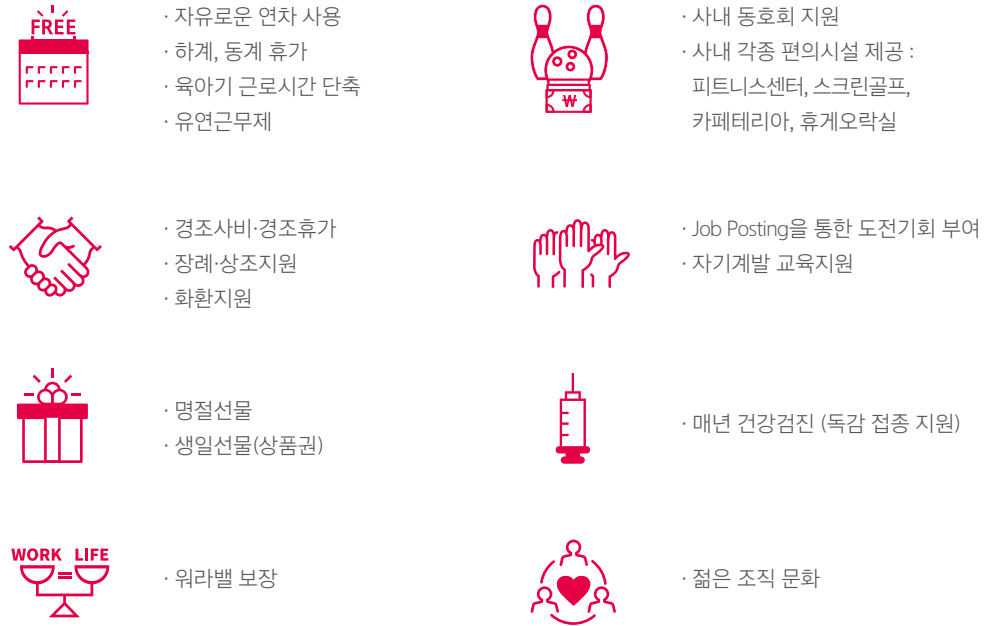 FREE
· 자유로운 연차 사용
· 하계, 동계 휴가
· 육아기 근로시간 단축
· 유연근무제
· 사내 동호회 지원
· 사내 각종 편의시설 제공 :
피트니스센터, 스크린골프,
카페테리아, 휴게오락실
₩
· 경조사비·경조휴가
· 장례·상조지원
· 화환지원
· Job Posting을 통한 도전기회 부여
· 자기계발 교육지원
· 명절선물
· 생일선물(상품권)
· 매년 건강검진 (독감 접종 지원)
WORK LIFE
· 워라밸 보장
· 젊은 조직 문화